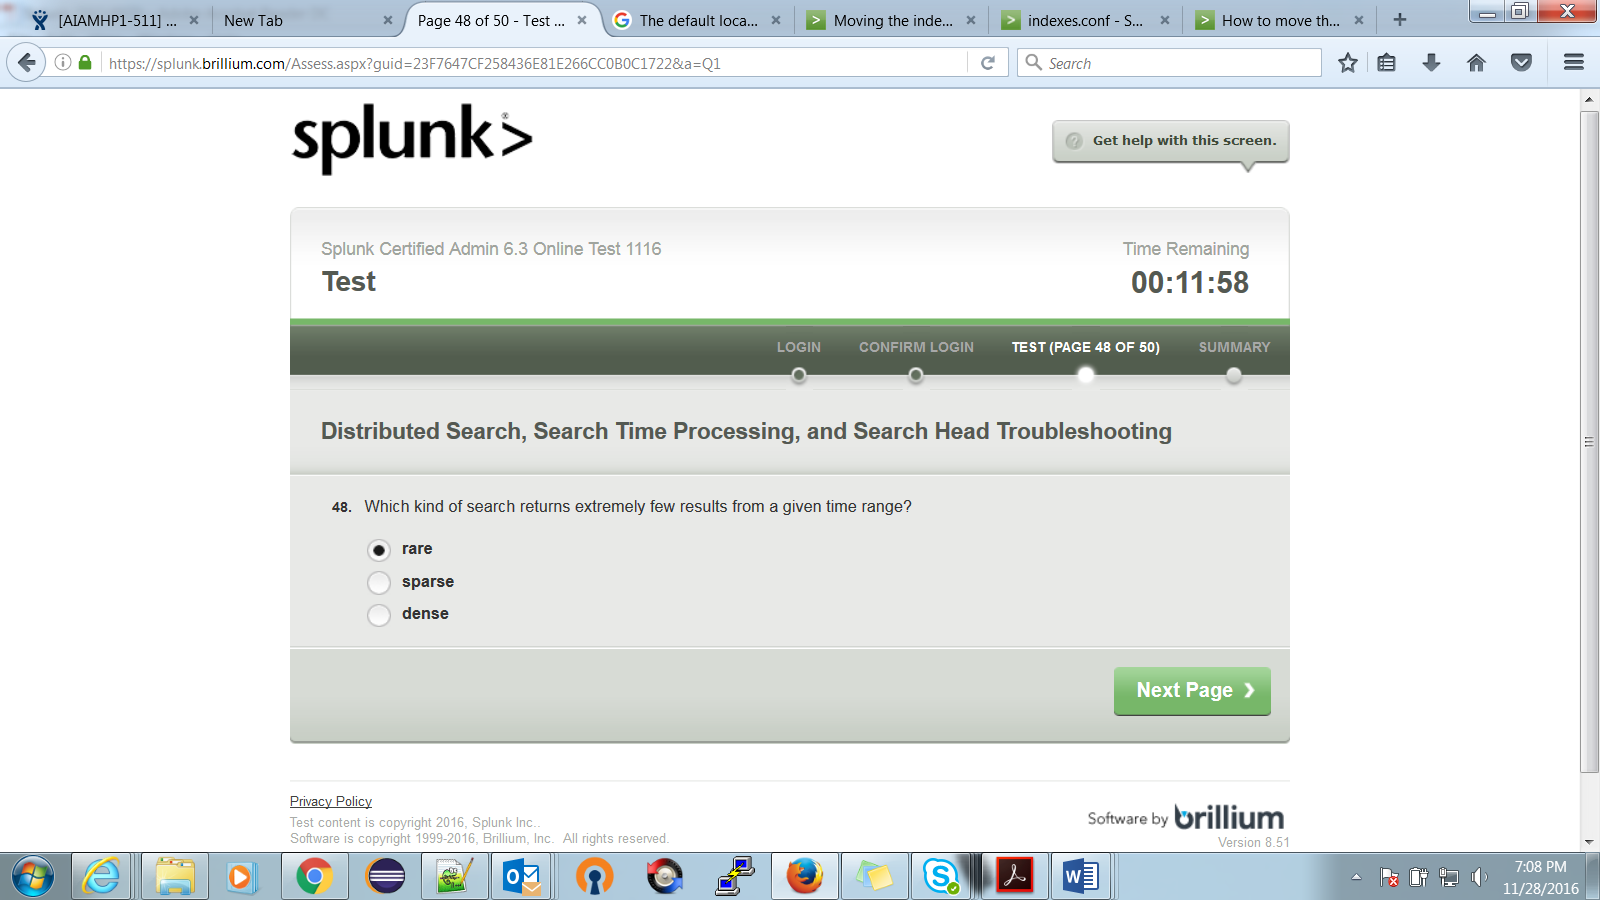 [AIAMHP1-511] ...
New Tab
Page 48 of 50 - Test ...
The default loca...
Moving the inde...
indexes.conf - S...
How to move th...
https://splunk.brillium.com/Assess.aspx?guid=23F7647CF258436E81E266CC0B0C1722&a=Q1
Search
splunk>
Get help with this screen.
Splunk Certified Admin 6.3 Online Test 1116
Time Remaining
Test
00:11:58
LOGIN
CONFIRM LOGIN
TEST (PAGE 48 OF 50)
SUMMARY
Distributed Search, Search Time Processing, and Search Head Troubleshooting
48. Which kind of search returns extremely few results from a given time range?
rare
sparse
dense
Next Page
Privacy Policy
Test content is copyright 2016, Splunk Inc..
Software is copyright 1999-2016, Brillium, Inc. All rights reserved.
Software by brillium
Version 8.51
7:08 PM
11/28/2016